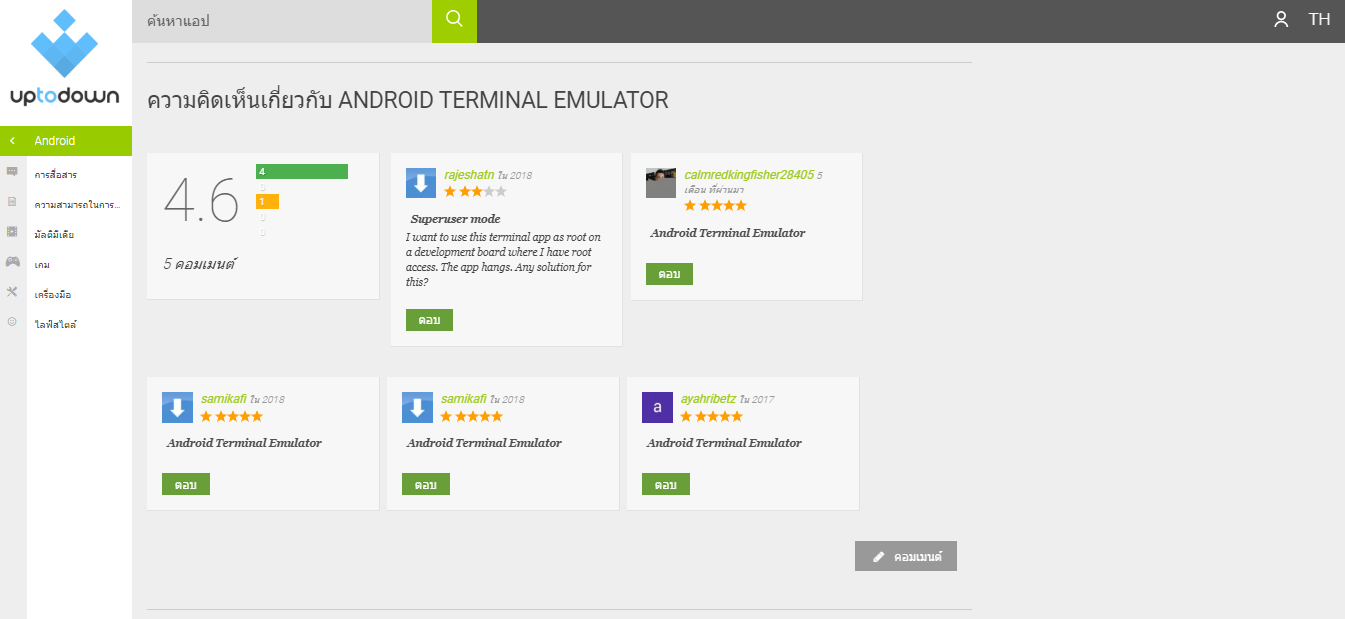 ค้นหาแอป
TH
uptodown
Android
การสื่อสาร
ความสามารถในการ...
มัลติมีเดีย
เกม
เครื่องมือ
ไลฟ์สไตล์
ความคิดเห็นเกี่ยวกับ ANDROID TERMINAL EMULATOR
4.6
4
0
1
0
0
5 คอมเมนต์
rajeshatn ใน 2018
Superuser mode
I want to use this terminal app as root on
a development board where I have root
access. The app hangs. Any solution for
this?
ตอบ
calmredkingfisher28405 5
เดือน ที่ผ่านมา
Android Terminal Emulator
ตอบ
samikafi ใน 2018
Android Terminal Emulator
ตอบ
samikafi ใน 2018
Android Terminal Emulator
ตอบ
a
ayahribetz ใน 2017
Android Terminal Emulator
ตอบ
คอมเมนต์